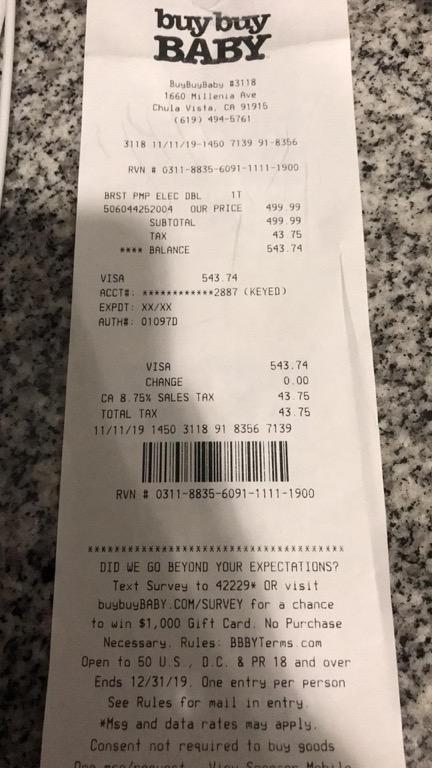 buybuy
BABY
BuyBuyBaby #3118
1660 Millenia Ave
Chula Vista, CA 91915
(619) 494-5761
3118 11/11/19-1450 7139 91-8356
RVN # 0311-8835-6091-1111-1900
BRST PMP ELEC DBL 1T
506044252004 OUR PRICE 499.99
SUBTOTAL 499.99
TAX 43.75
**** BALANCE 543.74
VISA 543.74
ACCT#: ************2887 (KEYED)
EXPDT: XX/XX
AUTH#: 01097D
VISA 543.74
CHANGE 0.00
CA 8.75% SALES TAX 43.75
TOTAL TAX 43.75
11/11/19 1450 3118 91 8356 7139
RVN # 0311-8835-6091-1111-1900
***************************************
DID WE GO BEYOND YOUR EXPECTATIONS?
Text Survey to 42229* OR visit
buybuyBABY.COM/SURVEY for a chance
to win $1,000 Gift Card. No Purchase
Necessary. Rules: BBBYTerms.com
Open to 50 U.S., D.C. & PR 18 and over
Ends 12/31/19. One entry per person
See Rules for mail in entry.
*Msg and data rates may apply.
Consent not required to buy goods
One msg/request. View Sponsor Mobile